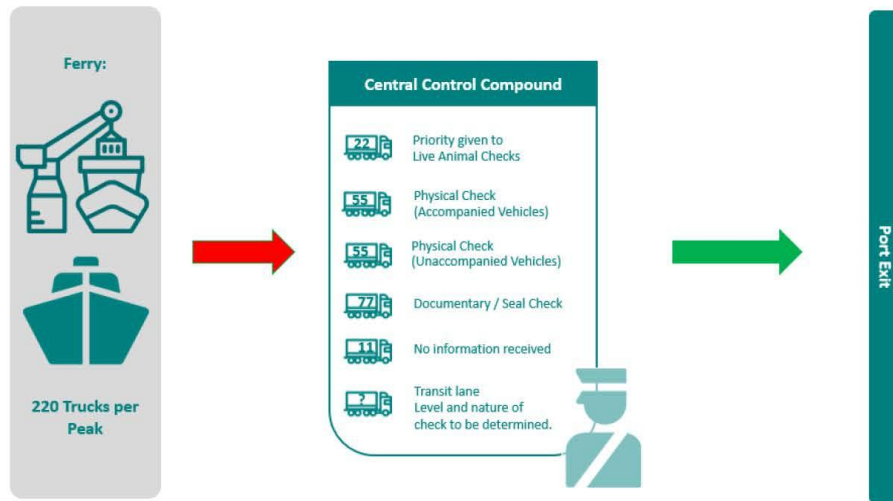 Ferry:
220 Trucks per
Peak
Central Control Compound
22
Priority given to
Live Animal Checks
55
Physical Check
(Accompanied Vehicles)
55
Physical Check
(Unaccompanied Vehicles)
77
Documentary / Seal Check
11
No information received
?
Transit lane
Level and nature of
check to be determined.
Port Exit